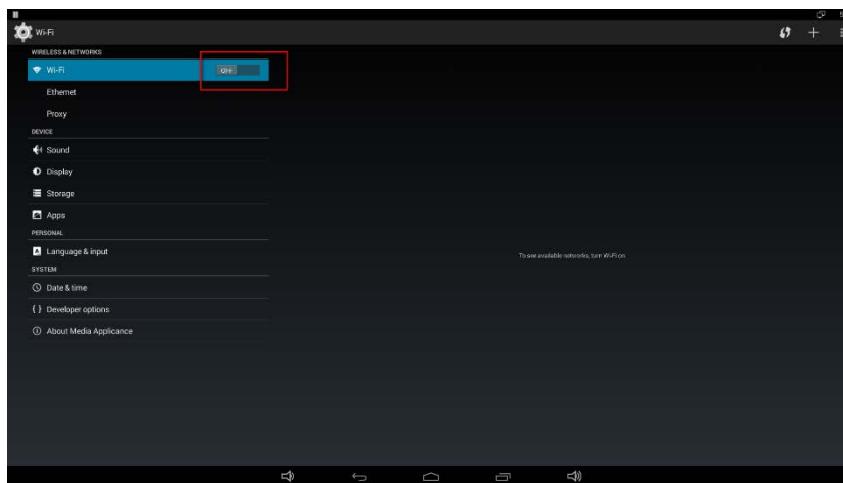 Wi-Fi
WIRELESS & NETWORKS
Wi-Fi
OFF
Ethernet
Proxy
DEVICE
Sound
Display
Storage
Apps
PERSONAL
Language & input
SYSTEM
Date & time
Developer options
About Media Applicance
To see available networks, turn Wi-Fi on